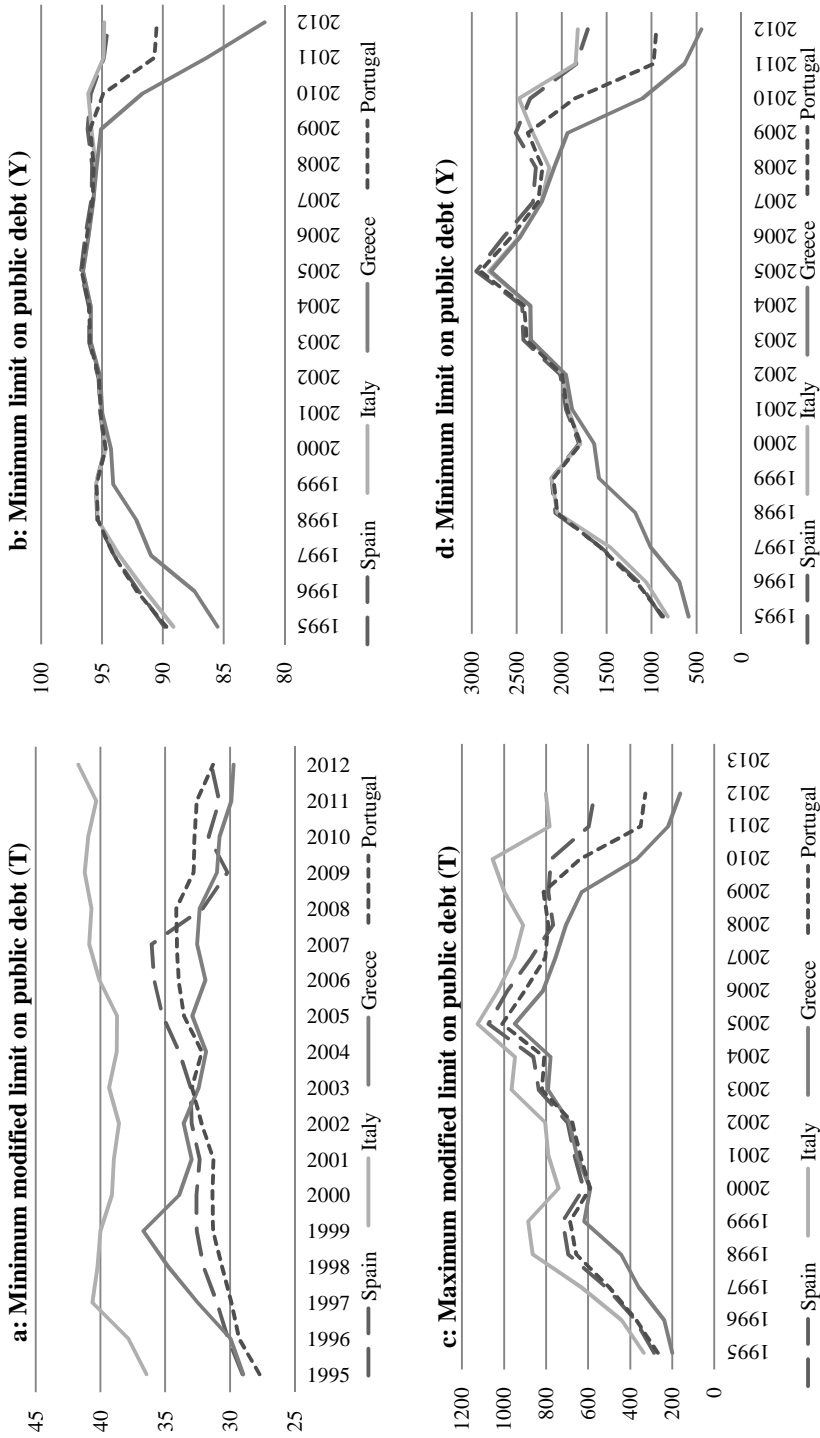 a: Minimum modified limit on public debt (T)
45
40
35
30
25
1995 1996 1997 1998 1999 2000 2001 2002 2003 2004 2005 2006 2007 2008 2009 2010 2011 2012
Spain Italy Greece Portugal
b: Minimum limit on public debt (Y)
100
95
90
85
80
1995 1996 1997 1998 1999 2000 2001 2002 2003 2004 2005 2006 2007 2008 2009 2010 2011 2012
Spain Italy Greece Portugal
c: Maximum modified limit on public debt (T)
1200
1000
800
600
400
200
0
1995 1996 1997 1998 1999 2000 2001 2002 2003 2004 2005 2006 2007 2008 2009 2010 2011 2012 2013
Spain Italy Greece Portugal
d: Minimum limit on public debt (Y)
3000
2500
2000
1500
1000
500
0
1995 1996 1997 1998 1999 2000 2001 2002 2003 2004 2005 2006 2007 2008 2009 2010 2011 2012
Spain Italy Greece Portugal